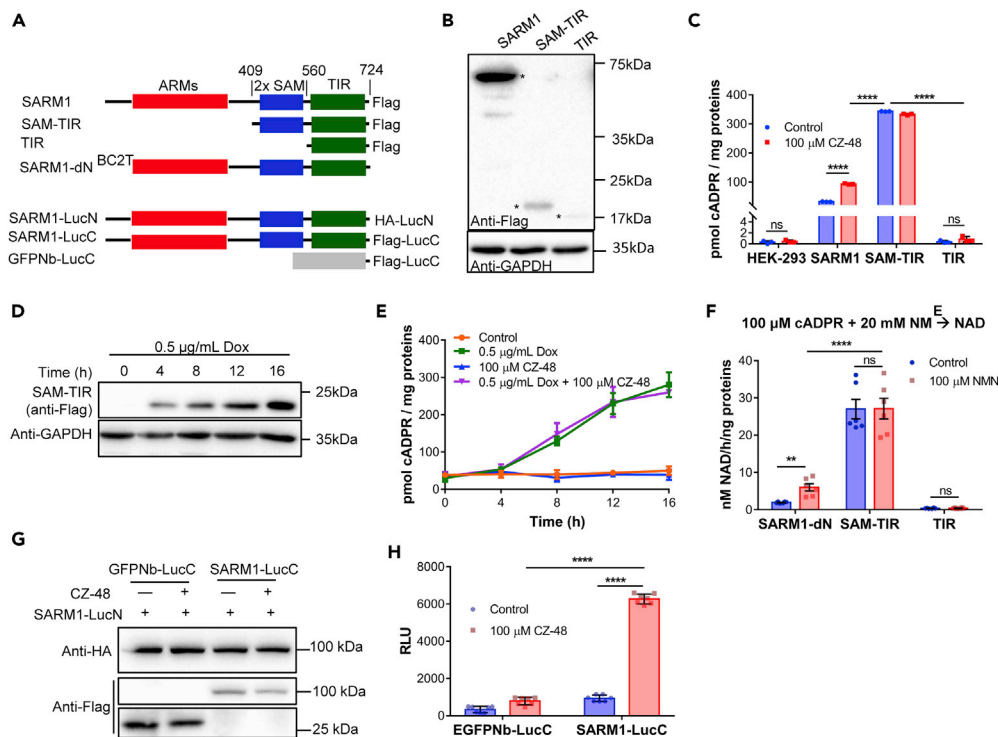 A
409 560 724
ARMs 2x SAM TIR
SARM1 Flag
SAM-TIR Flag
TIR Flag
SARM1-dN BC2T
SARM1-LucN HA-LucN
SARM1-LucC Flag-LucC
GFPNb-LucC Flag-LucC
B
SARM1 SAM-TIR TIR
75kDa
*
35kDa
25kDa
* *
Anti-Flag 17kDa
35kDa
Anti-GAPDH
C
pmol cADPR / mg proteins
400
300
200
100
4
2
0
Control
100 μM CZ-48
ns **** **** **** ns
HEK-293 SARM1 SAM-TIR TIR
D
0.5 μg/mL Dox
Time (h) 0 4 8 12 16
SAM-TIR
(anti-Flag)
25kDa
Anti-GAPDH 35kDa
E
pmol cADPR / mg proteins
400
300
200
100
0
Control
0.5 μg/mL Dox
100 μM CZ-48
0.5 μg/mL Dox + 100 μM CZ-48
0 4 8 12 16
Time (h)
F
E
100 μM cADPR + 20 mM NM → NAD
nM NAD/h/ng proteins
40
30
20
10
0
Control
100 μM NMN
** **** ns ns
SARM1-dN SAM-TIR TIR
G
GFPNb-LucC SARM1-LucC
CZ-48 — + — +
SARM1-LucN + + + +
Anti-HA 100 kDa
Anti-Flag 100 kDa
25 kDa
H
RLU
8000
6000
4000
2000
0
Control
100 μM CZ-48
**** ****
EGFPNb-LucC SARM1-LucC